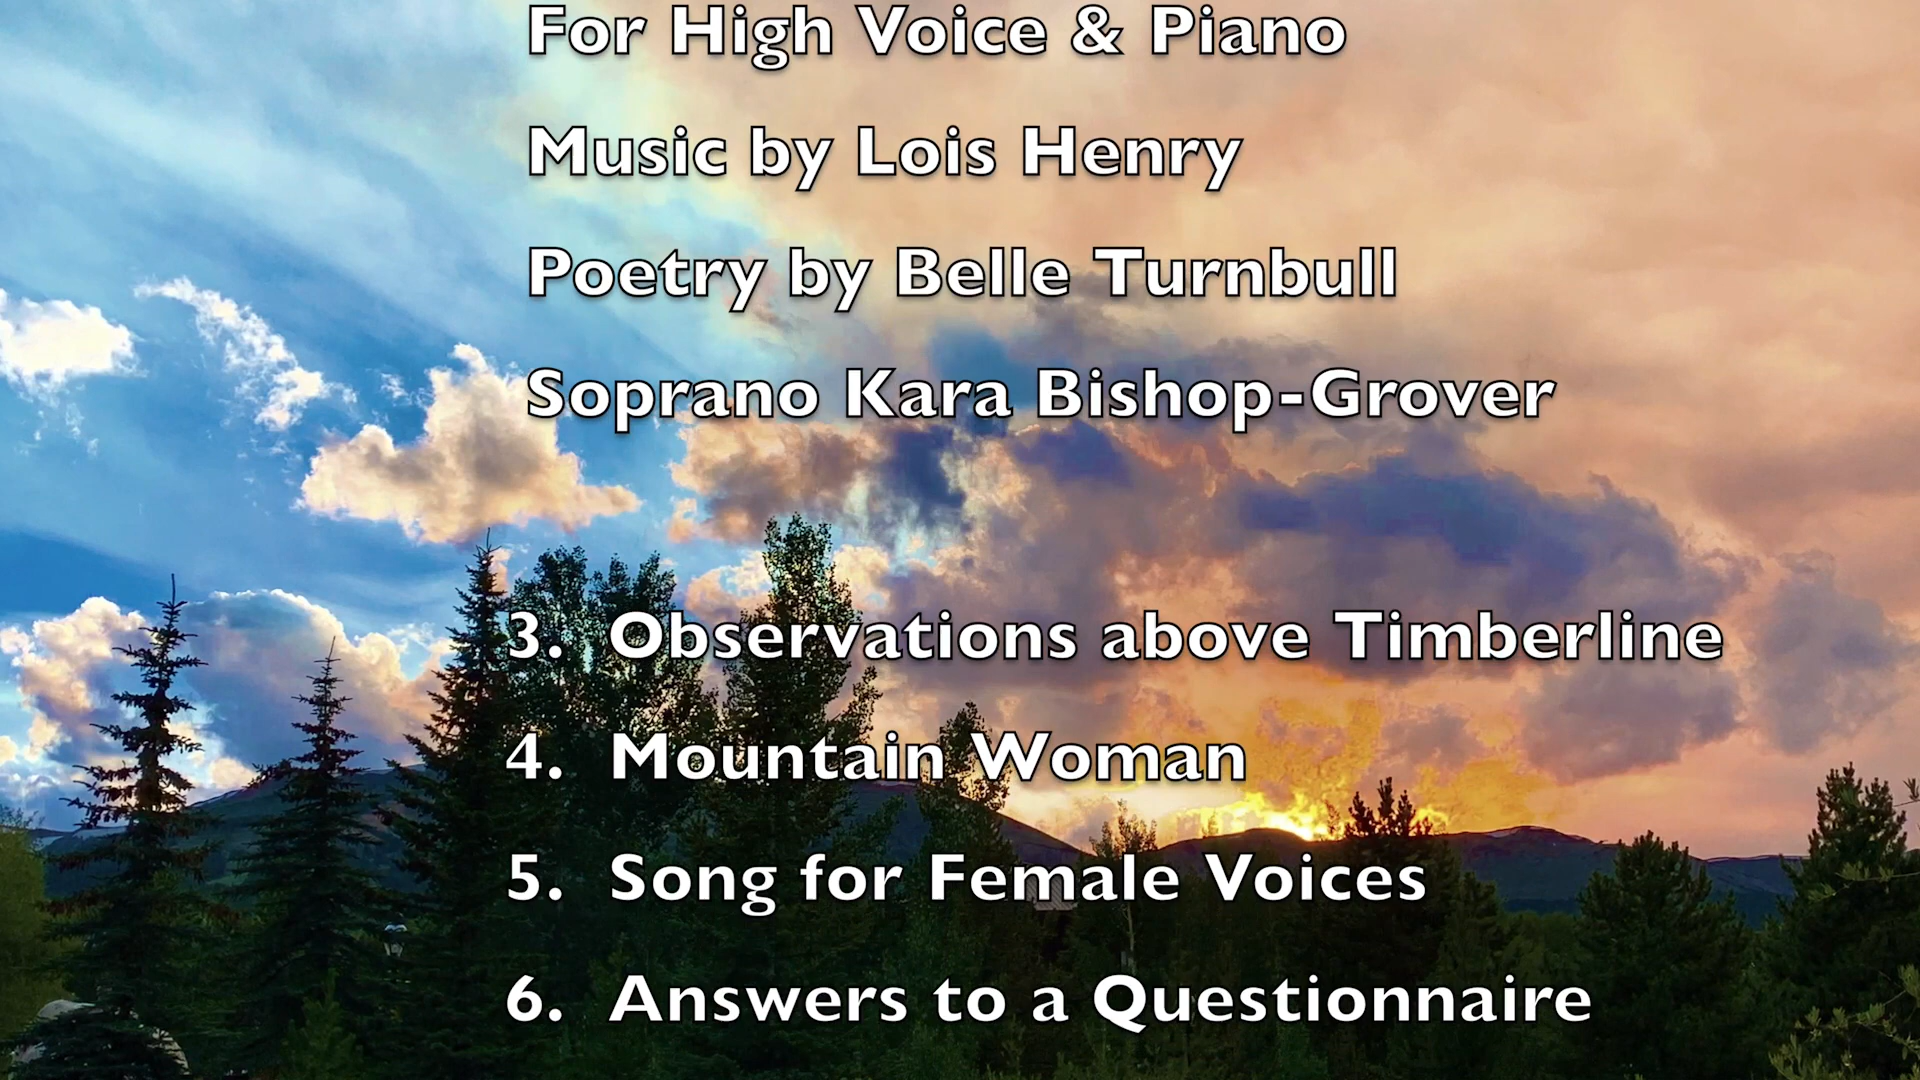 For High Voice & Piano
Music by Lois Henry
Poetry by Belle Turnbull
Soprano Kara Bishop-Grover
3. Observations above Timberline
4. Mountain Woman
5. Song for Female Voices
6. Answers to a Questionnaire